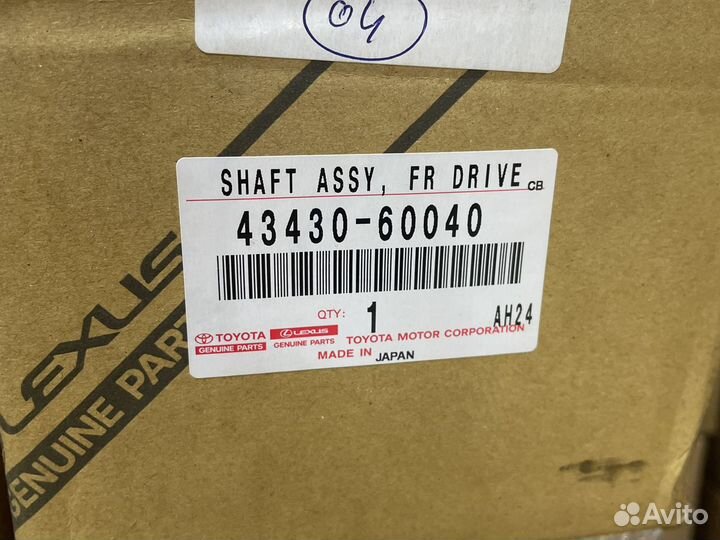 04
SHAFT ASSY, FR DRIVE CB
43430-60040
QTY: 1 AH24
TOYOTA LEXUS TOYOTA MOTOR CORPORATION
GENUINE PARTS GENUINE PARTS
MADE IN JAPAN
LEXUS
GENUINE PART
Avito